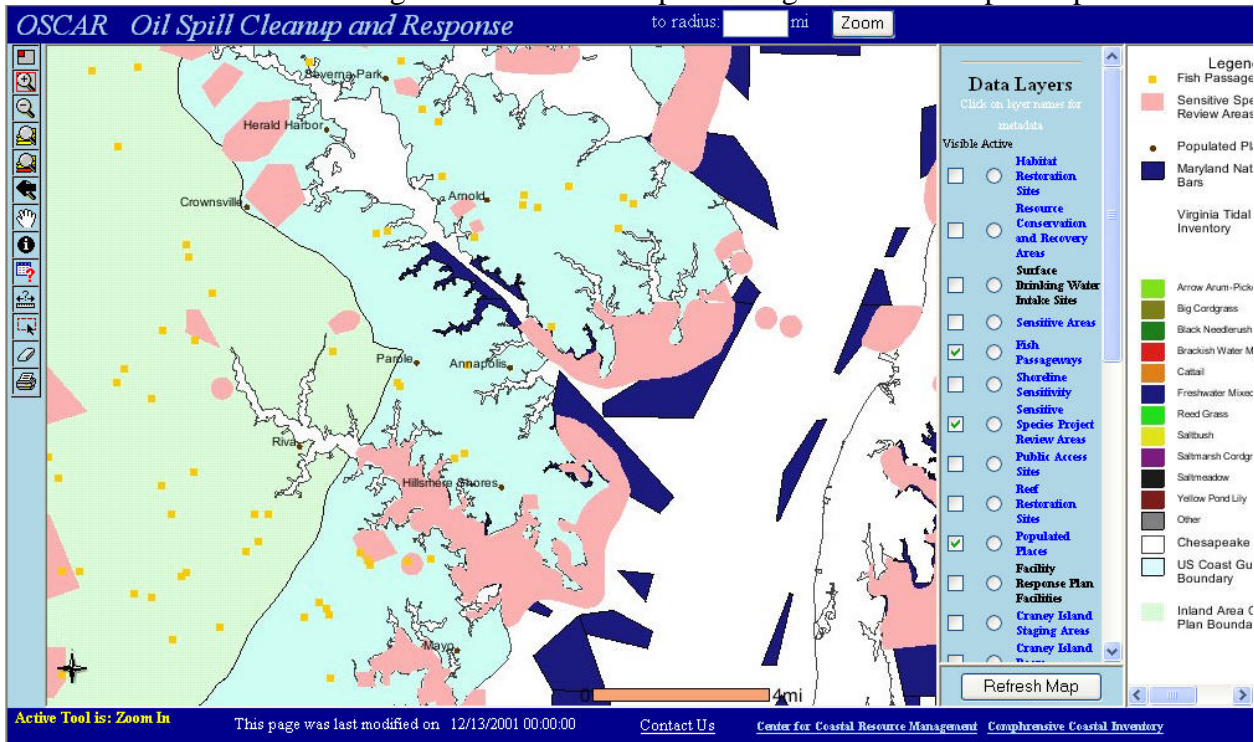 OSCAR Oil Spill Cleanup and Response
to radius: mi Zoom
Severna Park
Herald Harbor
Crownsville
Arnold
Parole
Annapolis
Riva
Hillsmere Shores
Mayo
0 4mi
Data Layers
Click on layer names for
metadata
Visible Active
Habitat
Restoration
Sites
Resource
Conservation
and Recovery
Areas
Surface
Drinking Water
Intake Sites
Sensitive Areas
Fish
Passageways
Shoreline
Sensitivity
Sensitive
Species Project
Review Areas
Public Access
Sites
Reef
Restoration
Sites
Populated
Places
Facility
Response Plan
Facilities
Craney Island
Staging Areas
Craney Island
Refresh Map
Legen
Fish Passage
Sensitive Spe
Review Areas
Populated Pl
Maryland Nat
Bars
Virginia Tidal
Inventory
Arrow Arum-Picke
Big Cordgrass
Black Needlerush
Brackish Water M
Cattail
Freshwater Mixed
Reed Grass
Saltbush
Saltmarsh Cordgr
Saltmeadow
Yellow Pond Lily
Other
Chesapeake
US Coast Gu
Boundary
Inland Area C
Plan Bounda
Active Tool is: Zoom In
This page was last modified on 12/13/2001 00:00:00
Contact Us
Center for Coastal Resource Management Comphrensive Coastal Inventory